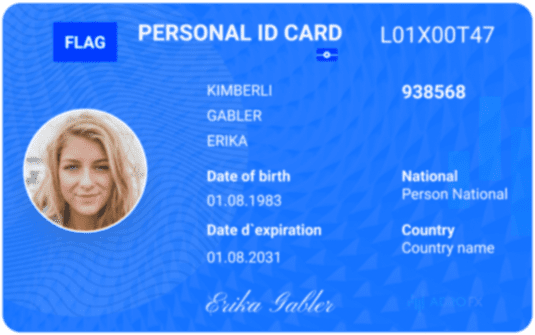 FLAG
PERSONAL ID CARD
L01X00T47
KIMBERLI
938568
GABLER
ERIKA
Date of birth
National
01.08.1983
Person National
Date d`expiration
Country
01.08.2031
Country name
Erika Gabler